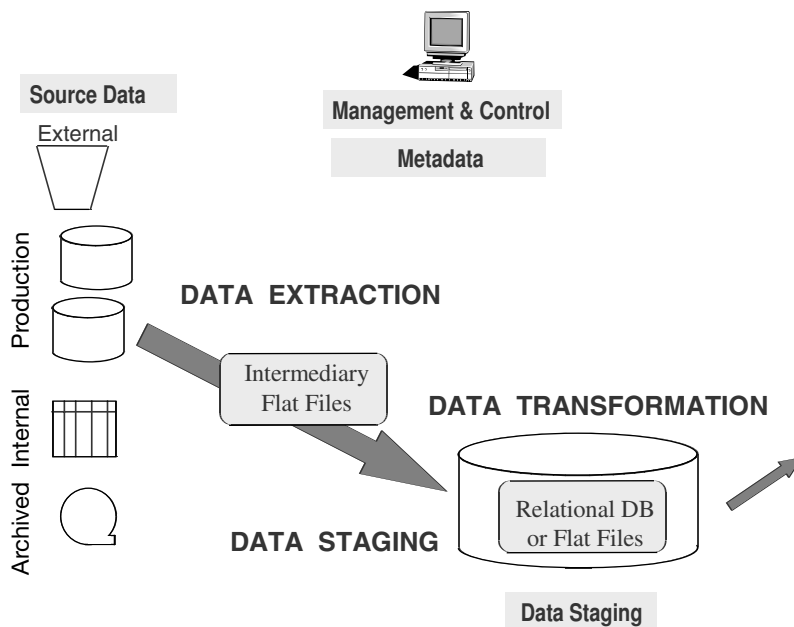 Source Data
Management & Control
Metadata
External
Production
DATA EXTRACTION
Intermediary
Flat Files
Internal
DATA TRANSFORMATION
Archived
DATA STAGING
Relational DB
or Flat Files
Data Staging